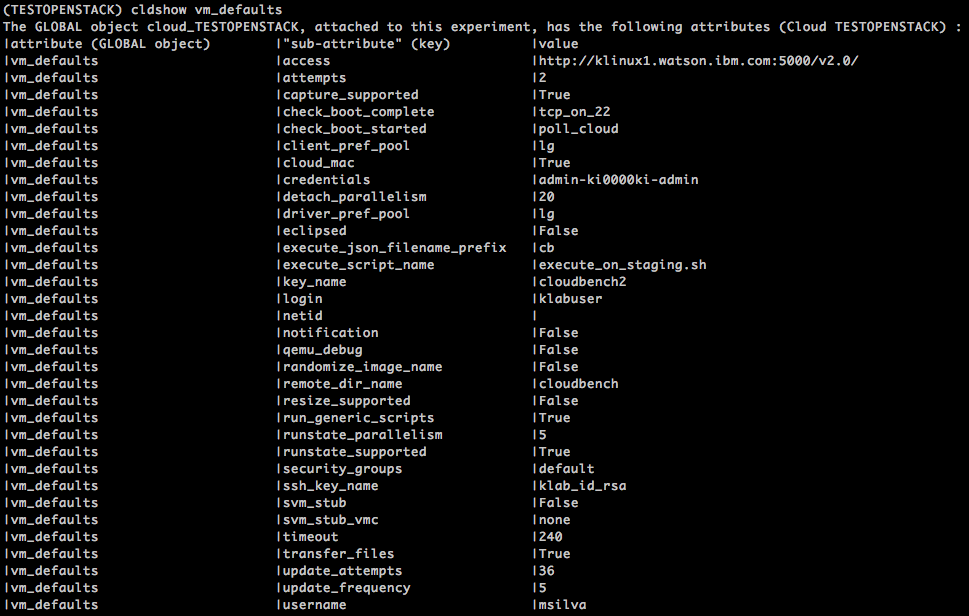 (TESTOPENSTACK) cldshow vm_defaults
The GLOBAL object cloud_TESTOPENSTACK, attached to this experiment, has the following attributes (Cloud TESTOPENSTACK) :
|attribute (GLOBAL object) |"sub-attribute" (key) |value
|vm_defaults |access |http://klinux1.watson.ibm.com:5000/v2.0/
|vm_defaults |attempts |2
|vm_defaults |capture_supported |True
|vm_defaults |check_boot_complete |tcp_on_22
|vm_defaults |check_boot_started |poll_cloud
|vm_defaults |client_pref_pool |lg
|vm_defaults |cloud_mac |True
|vm_defaults |credentials |admin-ki0000ki-admin
|vm_defaults |detach_parallelism |20
|vm_defaults |driver_pref_pool |lg
|vm_defaults |eclipsed |False
|vm_defaults |execute_json_filename_prefix |cb
|vm_defaults |execute_script_name |execute_on_staging.sh
|vm_defaults |key_name |cloudbench2
|vm_defaults |login |klabuser
|vm_defaults |netid |
|vm_defaults |notification |False
|vm_defaults |qemu_debug |False
|vm_defaults |randomize_image_name |False
|vm_defaults |remote_dir_name |cloudbench
|vm_defaults |resize_supported |False
|vm_defaults |run_generic_scripts |True
|vm_defaults |runstate_parallelism |5
|vm_defaults |runstate_supported |True
|vm_defaults |security_groups |default
|vm_defaults |ssh_key_name |klab_id_rsa
|vm_defaults |svm_stub |False
|vm_defaults |svm_stub_vmc |none
|vm_defaults |timeout |240
|vm_defaults |transfer_files |True
|vm_defaults |update_attempts |36
|vm_defaults |update_frequency |5
|vm_defaults |username |msilva